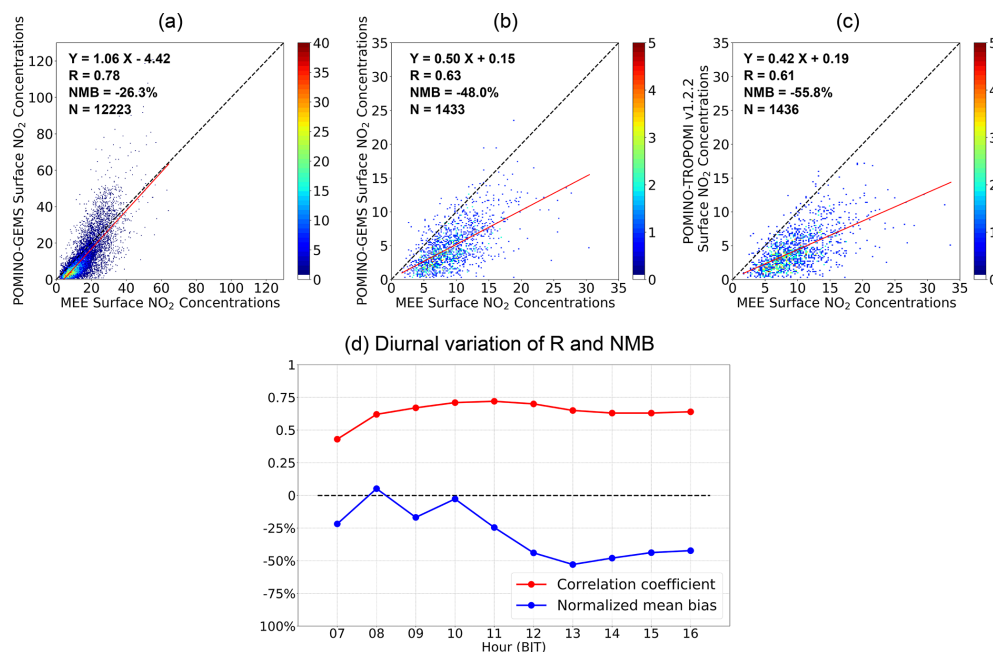 (a)
(b)
(c)
POMINO-GEMS Surface NO₂ Concentrations
120
100
80
60
40
20
0
Y = 1.06 X - 4.42
R = 0.78
NMB = -26.3%
N = 12223
0 20 40 60 80 100 120
MEE Surface NO₂ Concentrations
40
35
30
25
20
15
10
5
0
POMINO-GEMS Surface NO₂ Concentrations
35
30
25
20
15
10
5
0
Y = 0.50 X + 0.15
R = 0.63
NMB = -48.0%
N = 1433
0 5 10 15 20 25 30 35
MEE Surface NO₂ Concentrations
5
4
3
2
1
0
POMINO-TROPOMI v1.2.2
Surface NO₂ Concentrations
35
30
25
20
15
10
5
0
Y = 0.42 X + 0.19
R = 0.61
NMB = -55.8%
N = 1436
0 5 10 15 20 25 30 35
MEE Surface NO₂ Concentrations
5
4
3
2
1
0
(d) Diurnal variation of R and NMB
1
0.75
0.5
0.25
0
-25%
-50%
-75%
100%
Correlation coefficient
Normalized mean bias
07 08 09 10 11 12 13 14 15 16
Hour (BJT)